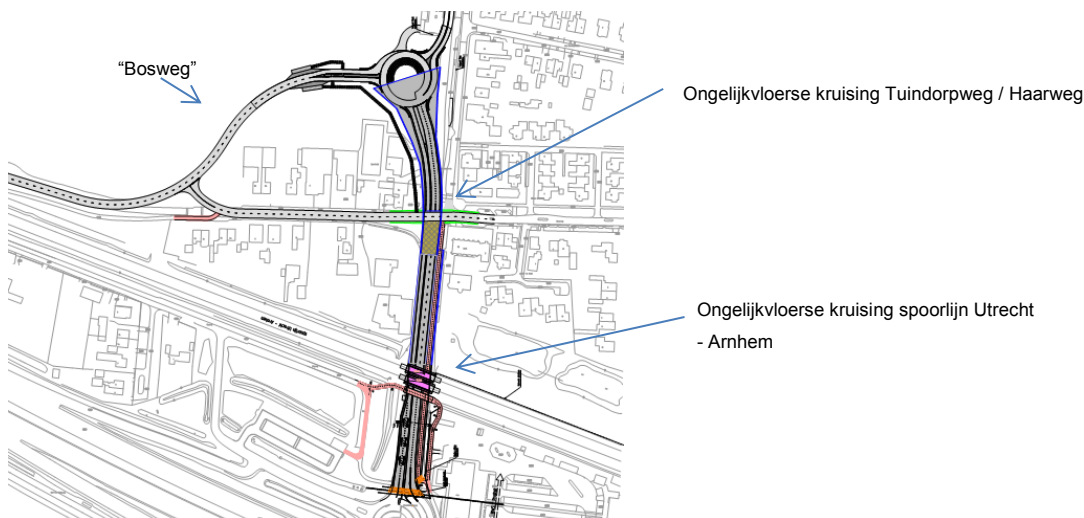 “Bosweg”
Ongelijkvloerse kruising Tuindorpweg / Haarweg
Ongelijkvloerse kruising spoorlijn Utrecht
- Arnhem